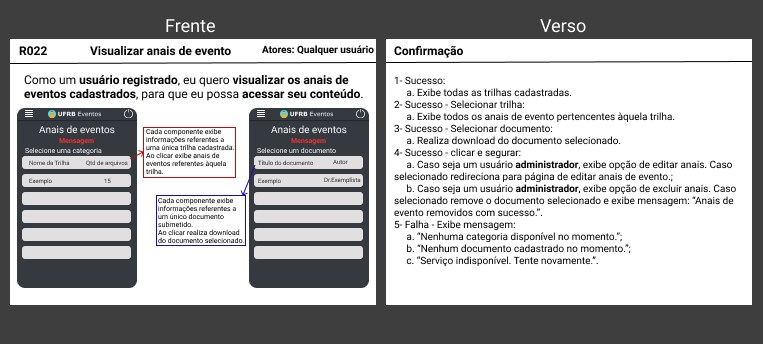 Frente
Verso
R022 Visualizar anais de evento Atores: Qualquer usuário
Como um usuário registrado, eu quero visualizar os anais de
eventos cadastrados, para que eu possa acessar seu conteúdo.
UFRB Eventos
Anais de eventos
Mensagem
Selecione uma categoria
Nome da Trilha Qtd de arquivos
Exemplo 15
Cada componente exibe
informações referentes a
uma única trilha cadastrada.
Ao clicar exibe anais de
eventos referentes àquela
trilha.
Cada componente exibe
informações referentes a
um único documento
submetido.
Ao clicar realiza download
do documento selecionado.
UFRB Eventos
Anais de eventos
Mensagem
Selecione um documento
Título do documento Autor
Exemplo Dr.Exemplista
Confirmação
1- Sucesso:
a. Exibe todas as trilhas cadastradas.
2- Sucesso - Selecionar trilha:
a. Exibe todos os anais de evento pertencentes àquela trilha.
3- Sucesso - Selecionar documento:
a. Realiza download do documento selecionado.
4- Sucesso - clicar e segurar:
a. Caso seja um usuário administrador, exibe opção de editar anais. Caso
selecionado redireciona para página de editar anais de evento.;
b. Caso seja um usuário administrador, exibe opção de excluir anais. Caso
selecionado remove o documento selecionado e exibe mensagem: “Anais de
evento removidos com sucesso.”.
5- Falha - Exibe mensagem:
a. “Nenhuma categoria disponível no momento.”;
b. “Nenhum documento cadastrado no momento.”;
c. “Serviço indisponível. Tente novamente.”.